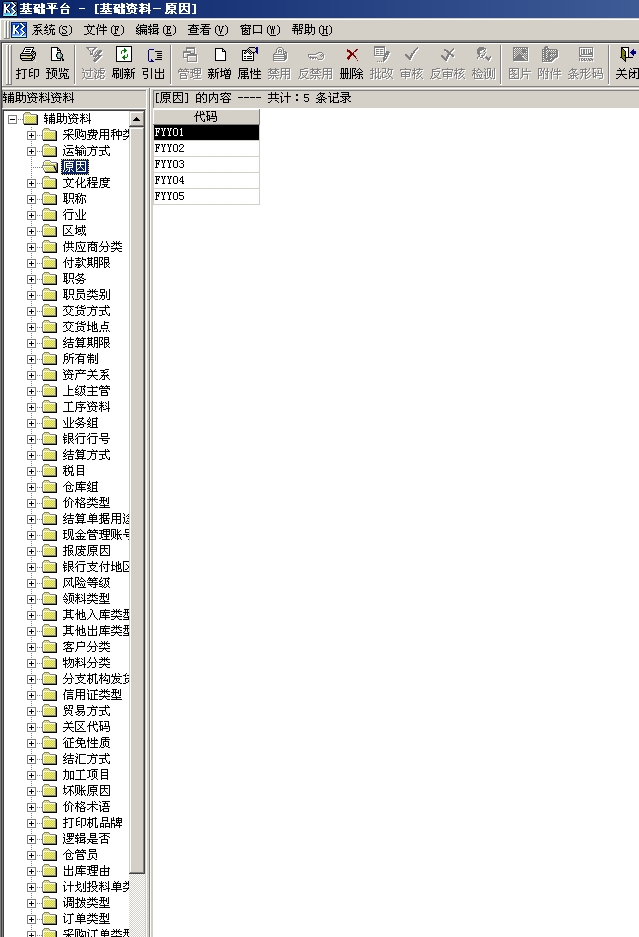 基础平台 - [基础资料－原因]
系统(S) 文件(F) 编辑(E) 查看(V) 窗口(W) 帮助(H)
打印 预览 过滤 刷新 引出 管理 新增 属性 禁用 反禁用 删除 批改 审核 反审核 检测 图片 附件 条形码 关闭
辅助资料资料
[原因] 的内容 ---- 共计：5 条记录
代码
FYY01
FYY02
FYY03
FYY04
FYY05
辅助资料
采购费用种类
运输方式
原因
文化程度
职称
行业
区域
供应商分类
付款期限
职务
职员类别
交货方式
交货地点
结算期限
所有制
资产关系
上级主管
工序资料
业务组
银行行号
结算方式
税目
仓库组
价格类型
结算单据用途
现金管理账号
报废原因
银行支付地区
风险等级
领料类型
其他入库类型
其他出库类型
客户分类
物料分类
分支机构发货
信用证类型
贸易方式
关区代码
征免性质
结汇方式
加工项目
坏账原因
价格术语
打印机品牌
逻辑是否
仓管员
出库理由
计划投料单类
调拨类型
订单类型
采购订单类型